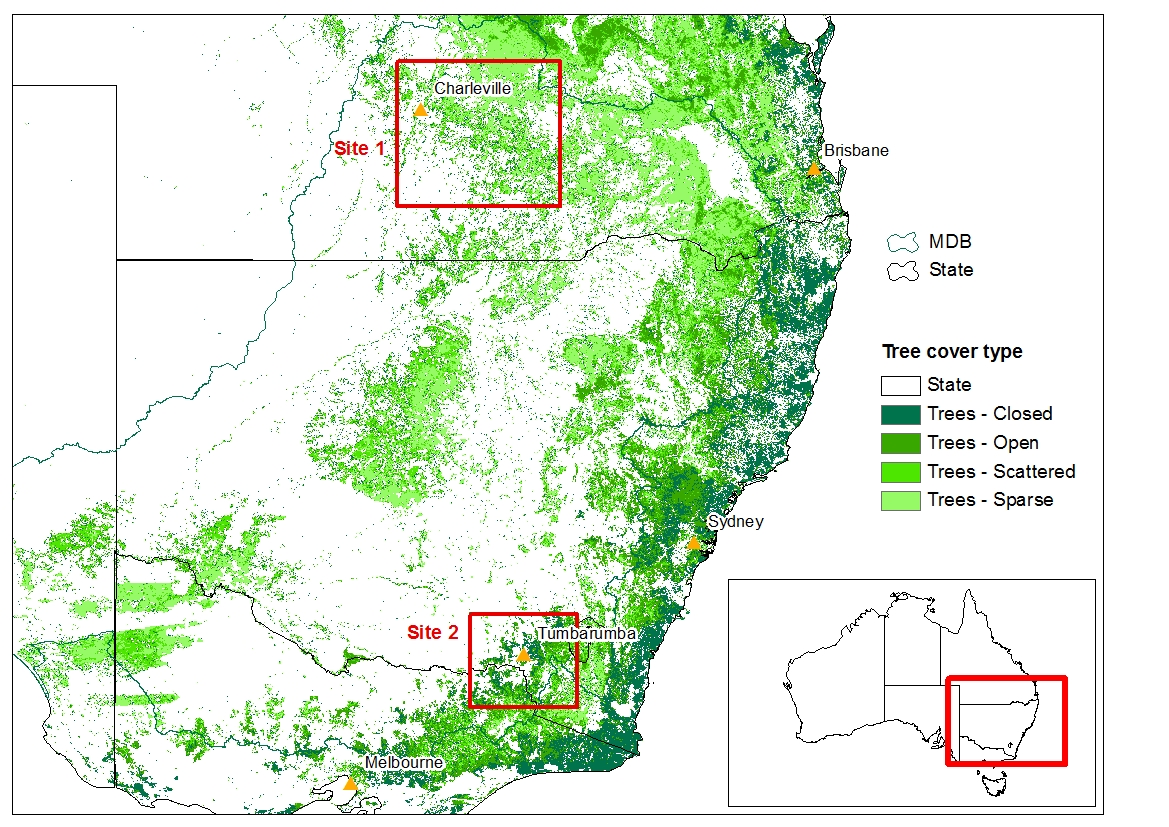 Charleville
Site 1
Brisbane
MDB
State
Tree cover type
State
Trees - Closed
Trees - Open
Trees - Scattered
Trees - Sparse
Sydney
Site 2
Tumbarumba
Melbourne